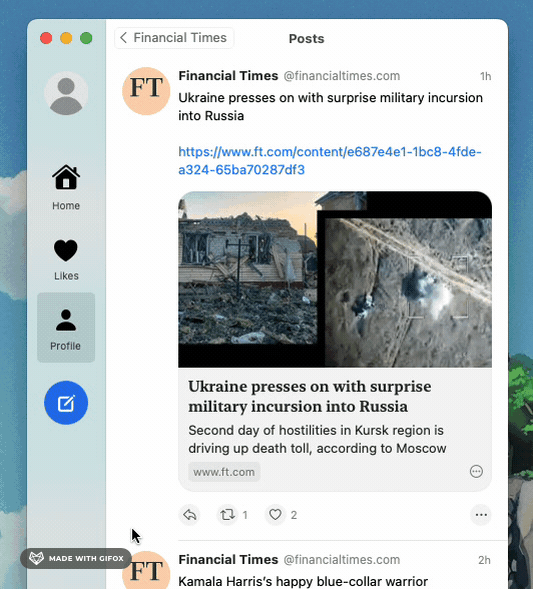 Financial Times
Posts
FT
Financial Times @financialtimes.com 1h
Ukraine presses on with surprise military incursion
into Russia
https://www.ft.com/content/e687e4e1-1bc8-4fde-
a324-65ba70287df3
Home
Likes
Profile
Ukraine presses on with surprise
military incursion into Russia
Second day of hostilities in Kursk region is
driving up death toll, according to Moscow
www.ft.com
1
2
MADE WITH GIFOX
FT
Financial Times @financialtimes.com 2h
Kamala Harris's happy blue-collar warrior